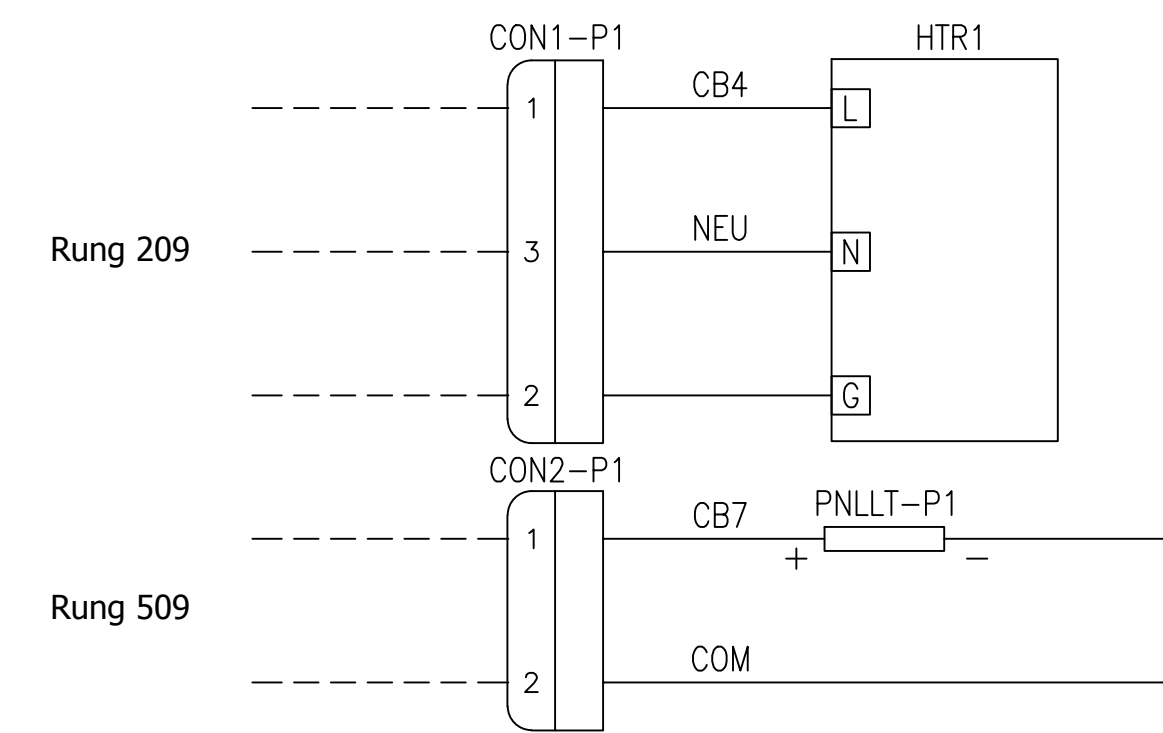 CON1-P1 HTR1
1 CB4 L
Rung 209 3 NEU N
2 G
CON2-P1
1 CB7 PNLLT-P1
+ -
Rung 509
2 COM